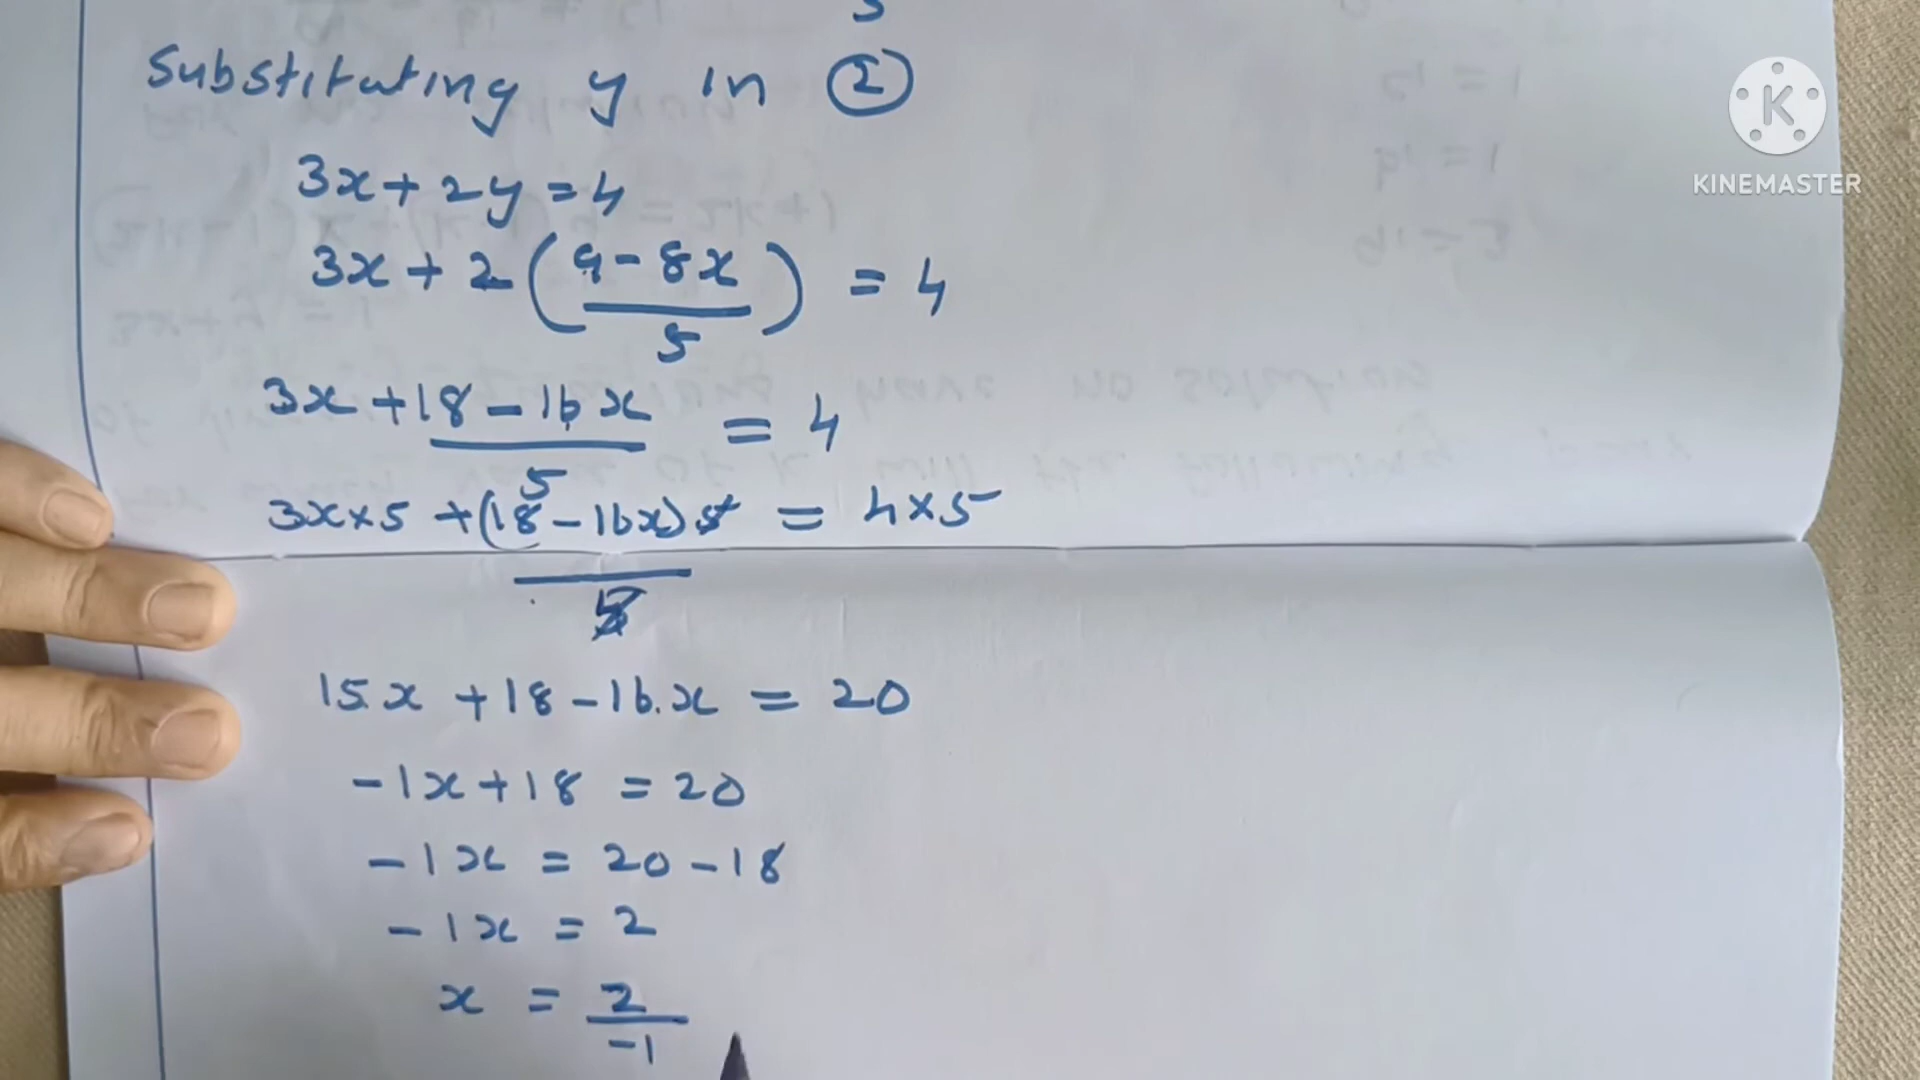 substituting y in ②
3x + 2y = 4
3x + 2 ( 9 - 8x / 5 ) = 4
3x + 18 - 16x / 5 = 4
3x × 5 + (18 - 16x) 5 / 5 = 4 × 5
15x + 18 - 16x = 20
-1x + 18 = 20
-1x = 20 - 18
-1x = 2
x = 2 / -1
K
KINEMASTER